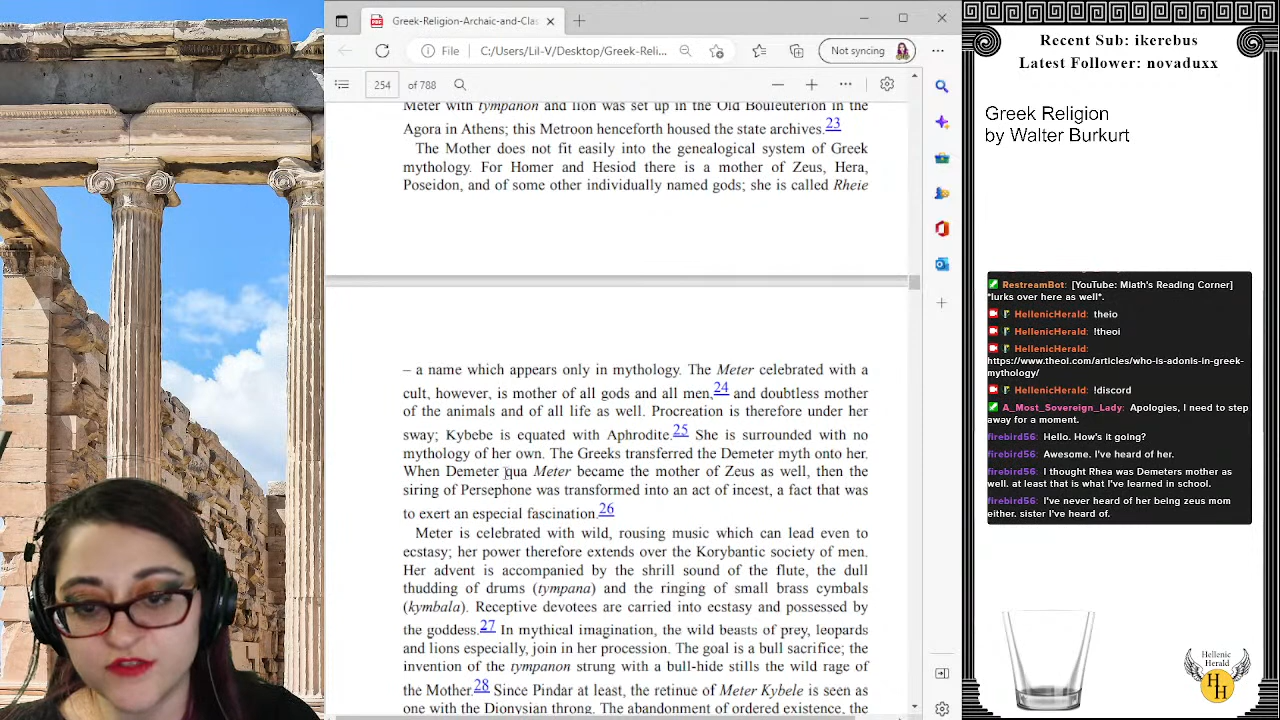 Greek-Religion-Archaic-and-Clas
File
C:/Users/Lil-V/Desktop/Greek-Reli...
Not syncing
254 of 788
Meter with tympanon and lion was set up in the Old Bouleuterion in the
Agora in Athens; this Metroon henceforth housed the state archives.23
The Mother does not fit easily into the genealogical system of Greek
mythology. For Homer and Hesiod there is a mother of Zeus, Hera,
Poseidon, and of some other individually named gods; she is called Rheie
– a name which appears only in mythology. The Meter celebrated with a
cult, however, is mother of all gods and all men,24 and doubtless mother
of the animals and of all life as well. Procreation is therefore under her
sway; Kybebe is equated with Aphrodite.25 She is surrounded with no
mythology of her own. The Greeks transferred the Demeter myth onto her.
When Demeter qua Meter became the mother of Zeus as well, then the
siring of Persephone was transformed into an act of incest, a fact that was
to exert an especial fascination.26
Meter is celebrated with wild, rousing music which can lead even to
ecstasy; her power therefore extends over the Korybantic society of men.
Her advent is accompanied by the shrill sound of the flute, the dull
thudding of drums (tympana) and the ringing of small brass cymbals
(kymbala). Receptive devotees are carried into ecstasy and possessed by
the goddess.27 In mythical imagination, the wild beasts of prey, leopards
and lions especially, join in her procession. The goal is a bull sacrifice; the
invention of the tympanon strung with a bull-hide stills the wild rage of
the Mother.28 Since Pindar at least, the retinue of Meter Kybele is seen as
one with the Dionysian throng. The abandonment of ordered existence, the
Recent Sub: ikerebus
Latest Follower: novaduxx
Greek Religion
by Walter Burkurt
RestreamBot: [YouTube: Miath's Reading Corner]
*lurks over here as well*.
HellenicHerald: theio
HellenicHerald: !theoi
HellenicHerald:
https://www.theoi.com/articles/who-is-adonis-in-greek-
mythology/
HellenicHerald: !discord
A_Most_Sovereign_Lady: Apologies, I need to step
away for a moment.
firebird56: Hello. How's it going?
firebird56: Awesome. I've heard of her.
firebird56: I thought Rhea was Demeters mother as
well. at least that is what I've learned in school.
firebird56: I've never heard of her being zeus mom
either. sister I've heard of.
Hellenic
Herald
HH